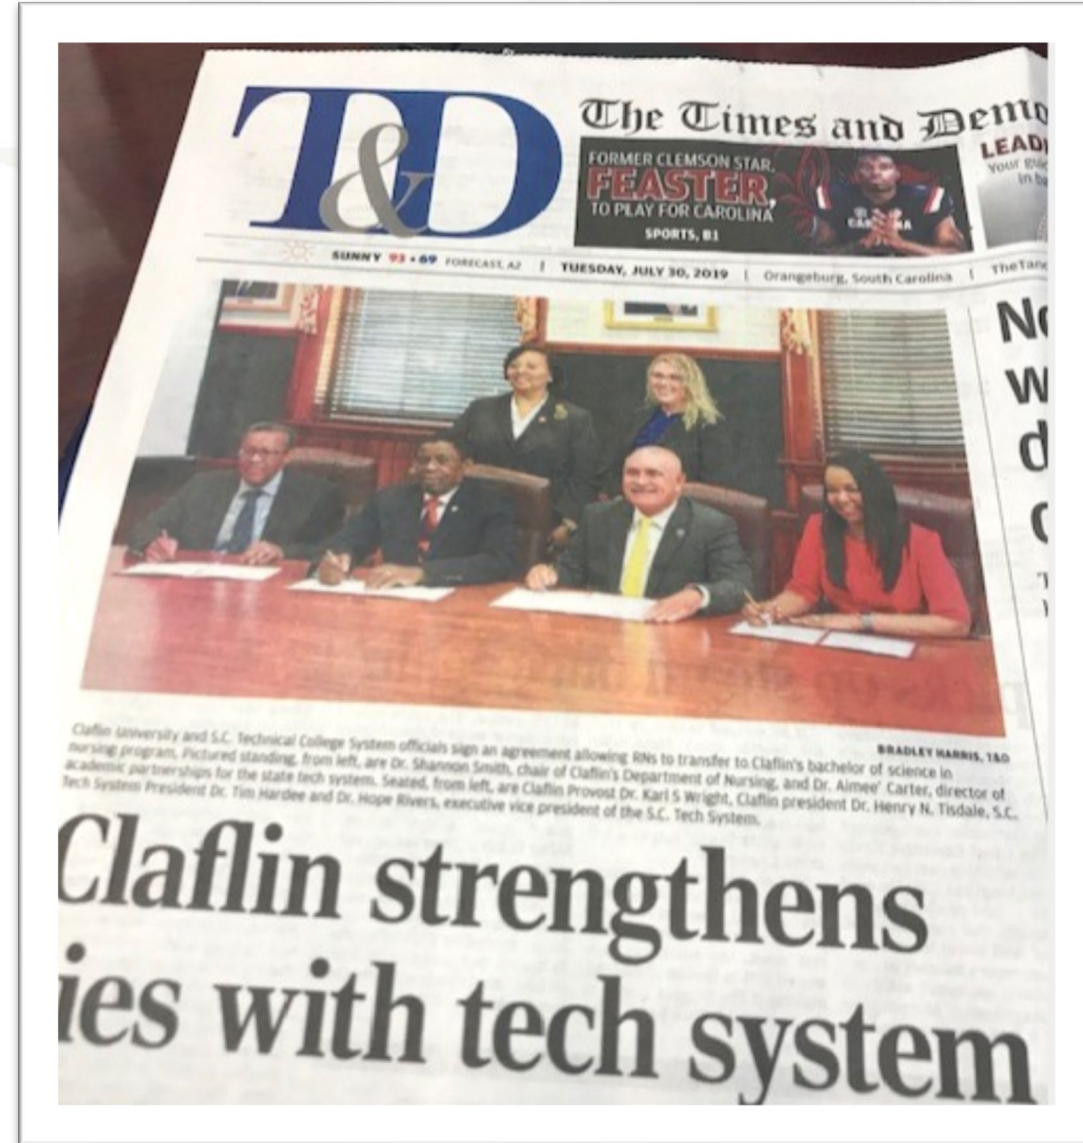 T&D
The Times and Demo
FORMER CLEMSON STAR,
FEASTER,
TO PLAY FOR CAROLINA
SPORTS, B1
LEAD
Your
in
SUNNY 93 • 69 FORECAST, A2 | TUESDAY, JULY 30, 2019 | Orangeburg, South Carolina |
BRADLEY HARRIS, T&D
Claflin University and S.C. Technical College System officials sign an agreement allowing RNs to transfer to Claflin's bachelor of science in
nursing program. Pictured standing, from left, are Dr. Shannon Smith, chair of Claflin's Department of Nursing, and Dr. Aimee' Carter, director of
academic partnerships for the state tech system. Seated, from left, are Claflin Provost Dr. Karl S Wright, Claflin president Dr. Henry N. Tisdale, S.C.
Tech System President Dr. Tim Hardee and Dr. Hope Rivers, executive vice president of the S.C. Tech System.
Claflin strengthens
ies with tech system